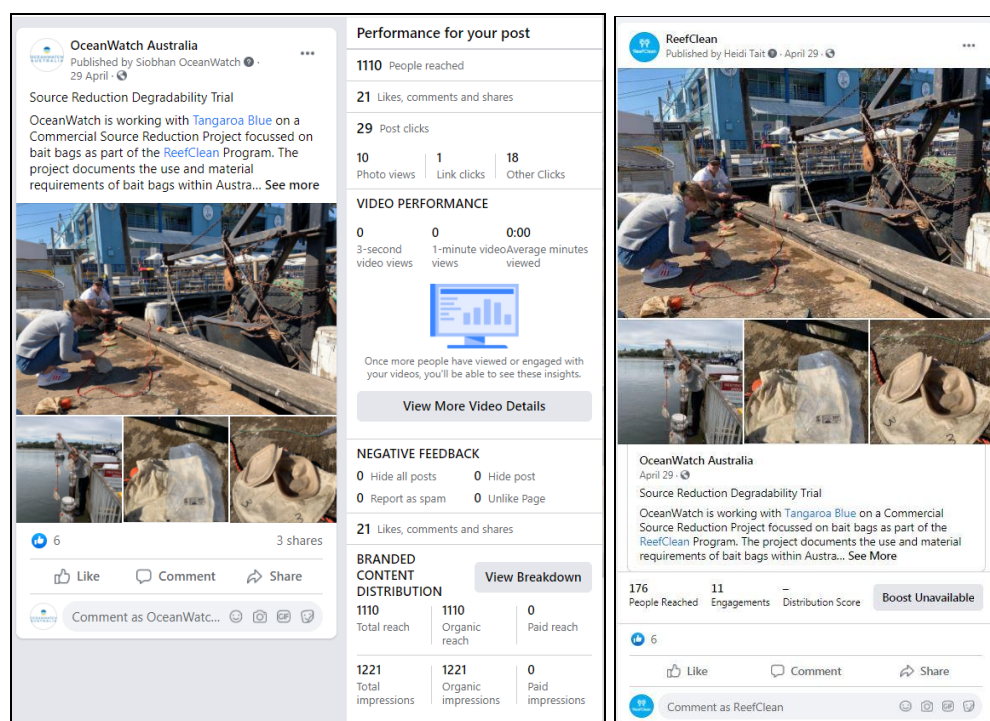 OceanWatch Australia
Published by Siobhan OceanWatch ·
29 April ·
Source Reduction Degradability Trial
OceanWatch is working with Tangaroa Blue on a
Commercial Source Reduction Project focussed on
bait bags as part of the ReefClean Program. The
project documents the use and material
requirements of bait bags within Austra... See more
6
3 shares
Like
Comment
Share
Comment as OceanWatc...
GIF
Performance for your post
1110 People reached
21 Likes, comments and shares
29 Post clicks
10
Photo views
1
Link clicks
18
Other Clicks
VIDEO PERFORMANCE
0
3-second
video views
0
1-minute video
views
0:00
Average minutes
viewed
Once more people have viewed or engaged with
your videos, you'll be able to see these insights.
View More Video Details
NEGATIVE FEEDBACK
0 Hide all posts
0 Hide post
0 Report as spam
0 Unlike Page
21 Likes, comments and shares
BRANDED
CONTENT
DISTRIBUTION
View Breakdown
1110
Total reach
1110
Organic
reach
0
Paid reach
1221
Total
impressions
1221
Organic
impressions
0
Paid
impressions
ReefClean
ReefClean
Published by Heidi Tait · April 29 ·
OceanWatch Australia
April 29 ·
Source Reduction Degradability Trial
OceanWatch is working with Tangaroa Blue on a Commercial
Source Reduction Project focussed on bait bags as part of the
ReefClean Program. The project documents the use and material
requirements of bait bags within Austra... See More
176
People Reached
11
Engagements
–
Distribution Score
Boost Unavailable
6
Like
Comment
Share
Comment as ReefClean
GIF